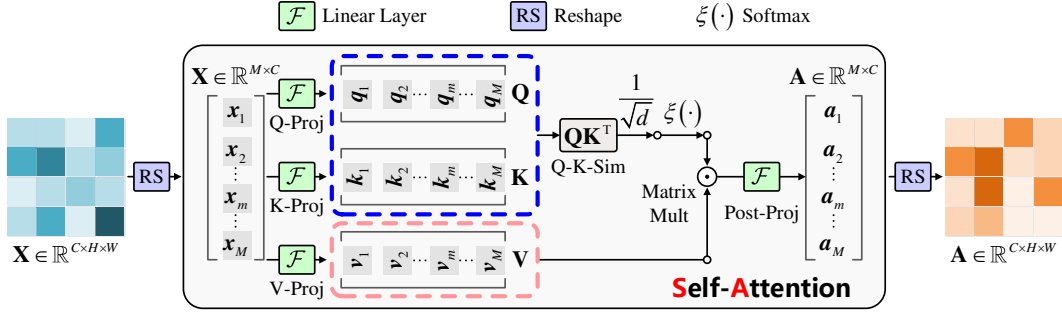 ℱ Linear Layer RS Reshape ξ(·) Softmax
X ∈ ℝ^{M×C}
A ∈ ℝ^{M×C}
x_1
x_2
⋮
x_m
⋮
x_M
ℱ
Q-Proj
ℱ
K-Proj
ℱ
V-Proj
q_1 q_2 ··· q_m ··· q_M Q
k_1 k_2 ··· k_m ··· k_M K
v_1 v_2 ··· v_m ··· v_M V
QK^T
Q-K-Sim
1/√d
ξ(·)
Matrix
Mult
ℱ
Post-Proj
a_1
a_2
⋮
a_m
⋮
a_M
RS
RS
X ∈ ℝ^{C×H×W}
A ∈ ℝ^{C×H×W}
Self-Attention